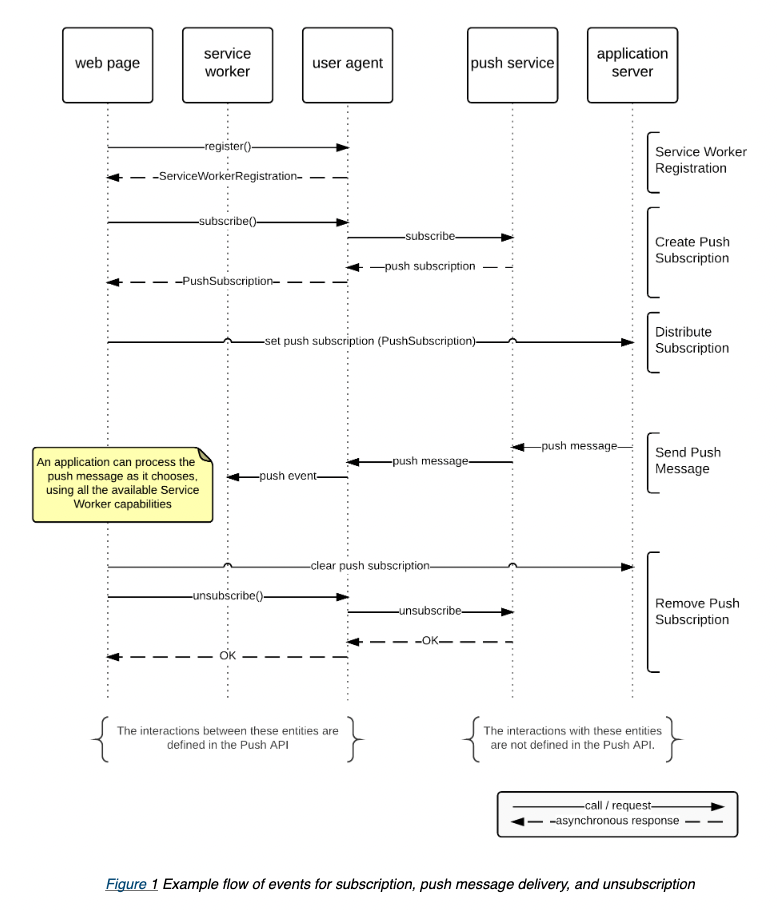 web page
service
worker
user agent
push service
application
server
register()
Service Worker
Registration
ServiceWorkerRegistration
subscribe()
subscribe
Create Push
Subscription
push subscription
PushSubscription
set push subscription (PushSubscription)
Distribute
Subscription
push message
Send Push
Message
push message
push event
An application can process the
push message as it chooses,
using all the available Service
Worker capabilities
clear push subscription
unsubscribe()
unsubscribe
Remove Push
Subscription
OK
OK
The interactions between these entities are
defined in the Push API
The interactions with these entities
are not defined in the Push API.
call / request
asynchronous response
Figure 1 Example flow of events for subscription, push message delivery, and unsubscription